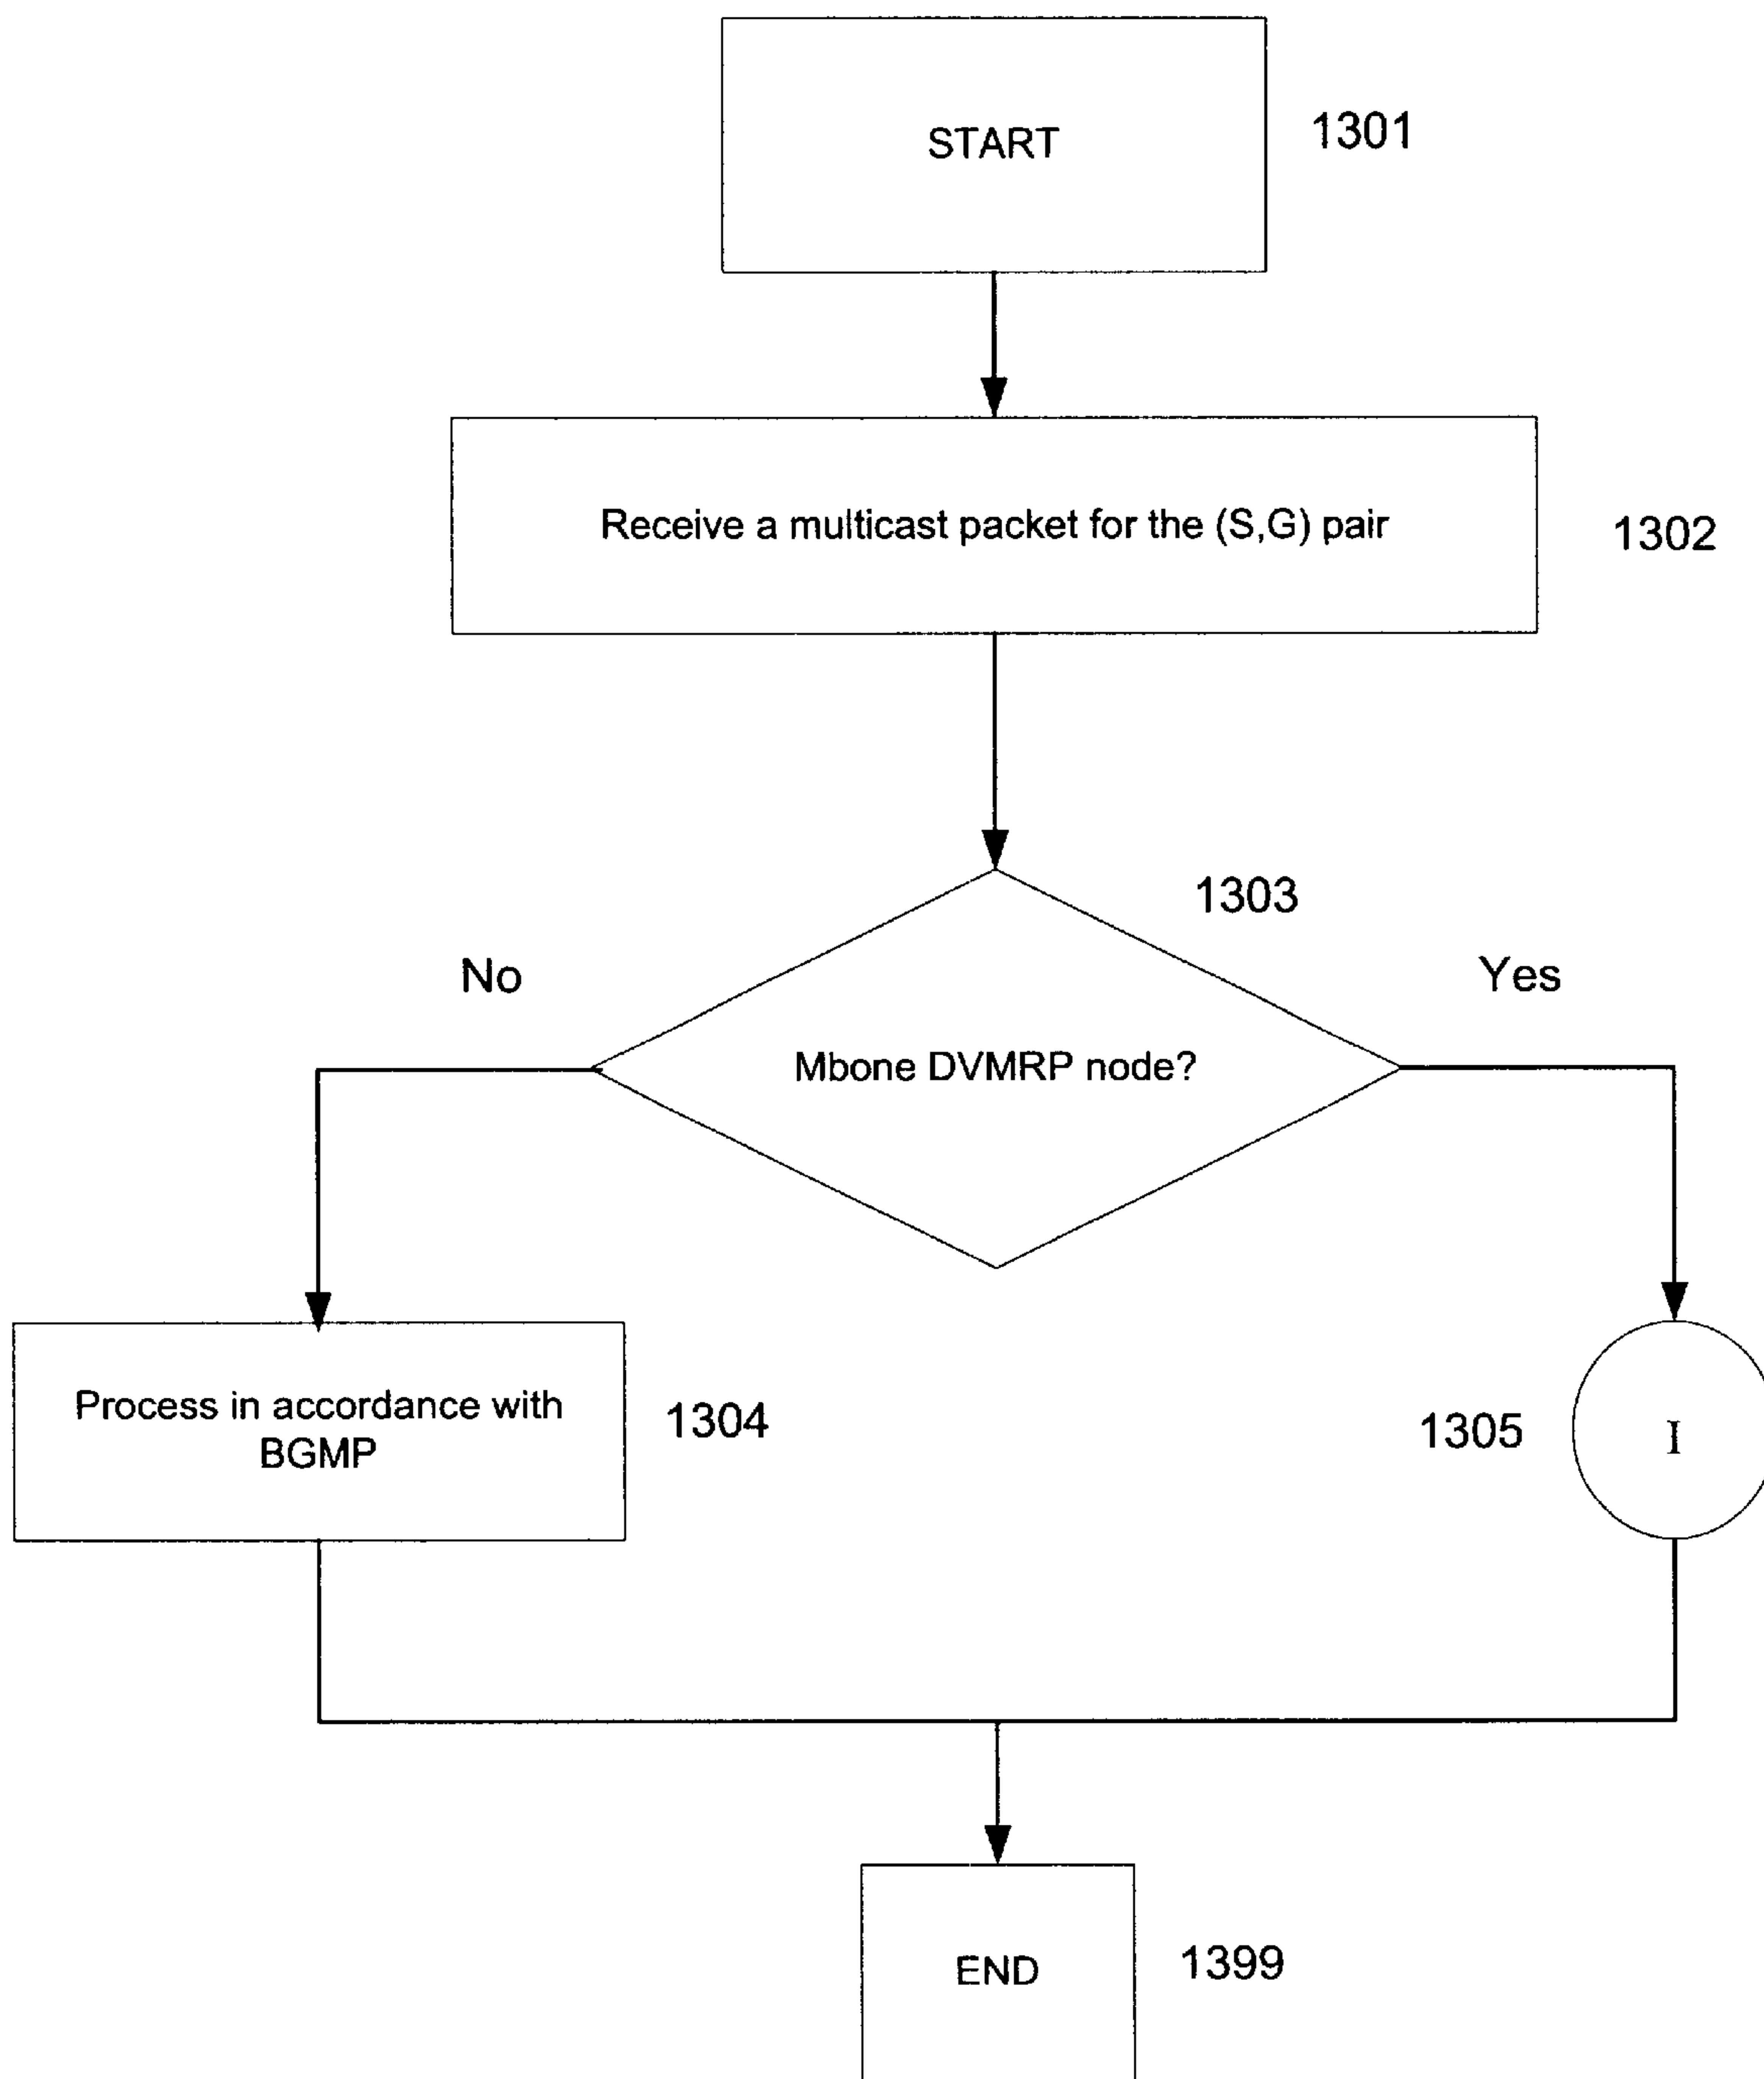 START
1301
Receive a multicast packet for the (S,G) pair
1302
1303
No
Yes
Mbone DVMRP node?
Process in accordance with
BGMP
1304
1305
I
END
1399